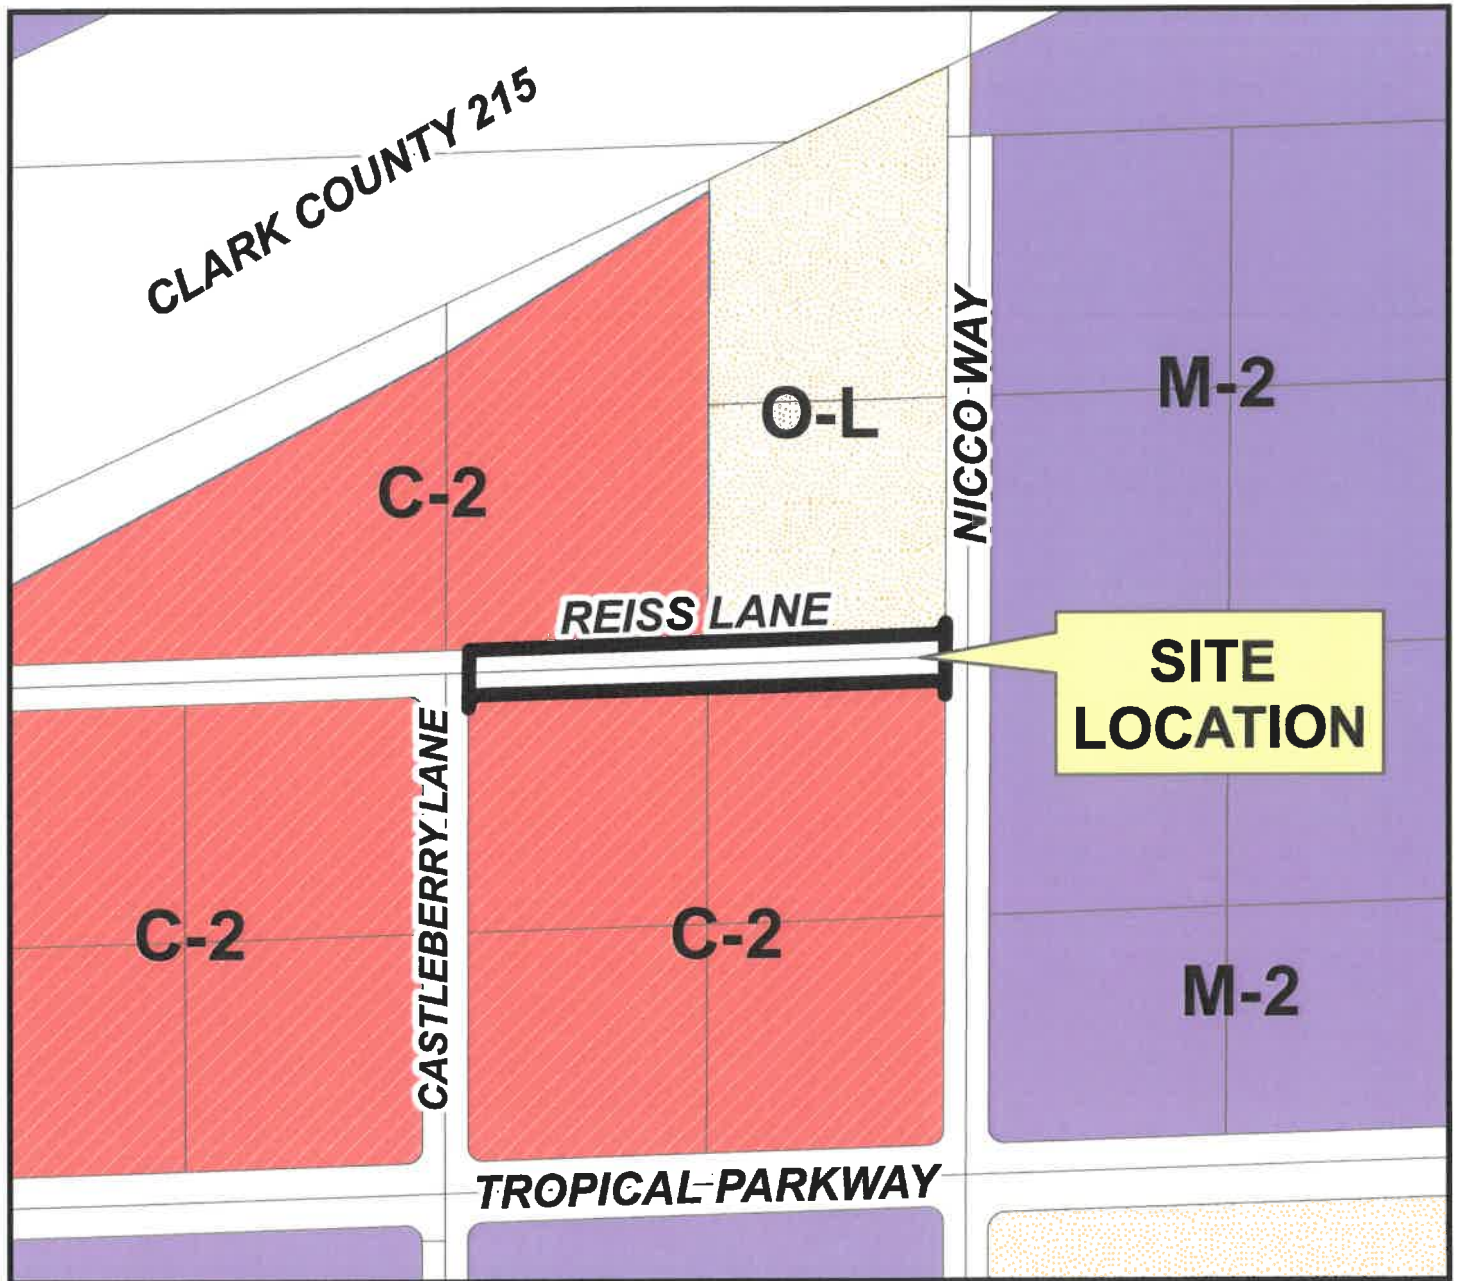 CLARK COUNTY 215
NICCO WAY
M-2
O-L
C-2
REISS LANE
SITE
LOCATION
CASTLEBERRY LANE
C-2
C-2
M-2
TROPICAL PARKWAY